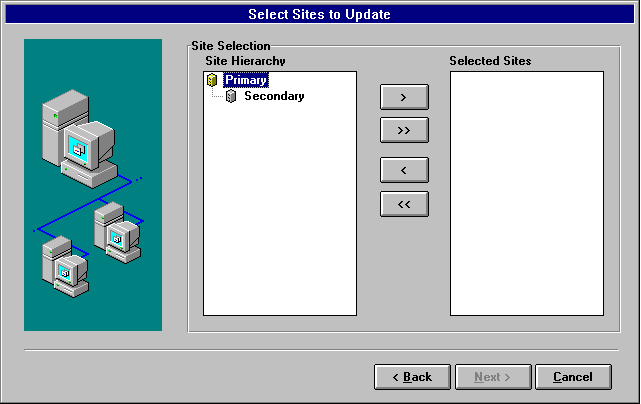 Select Sites to Update
Site Selection
Site Hierarchy
Selected Sites
Primary
Secondary
>
>>
<
<<
< Back
Next >
Cancel